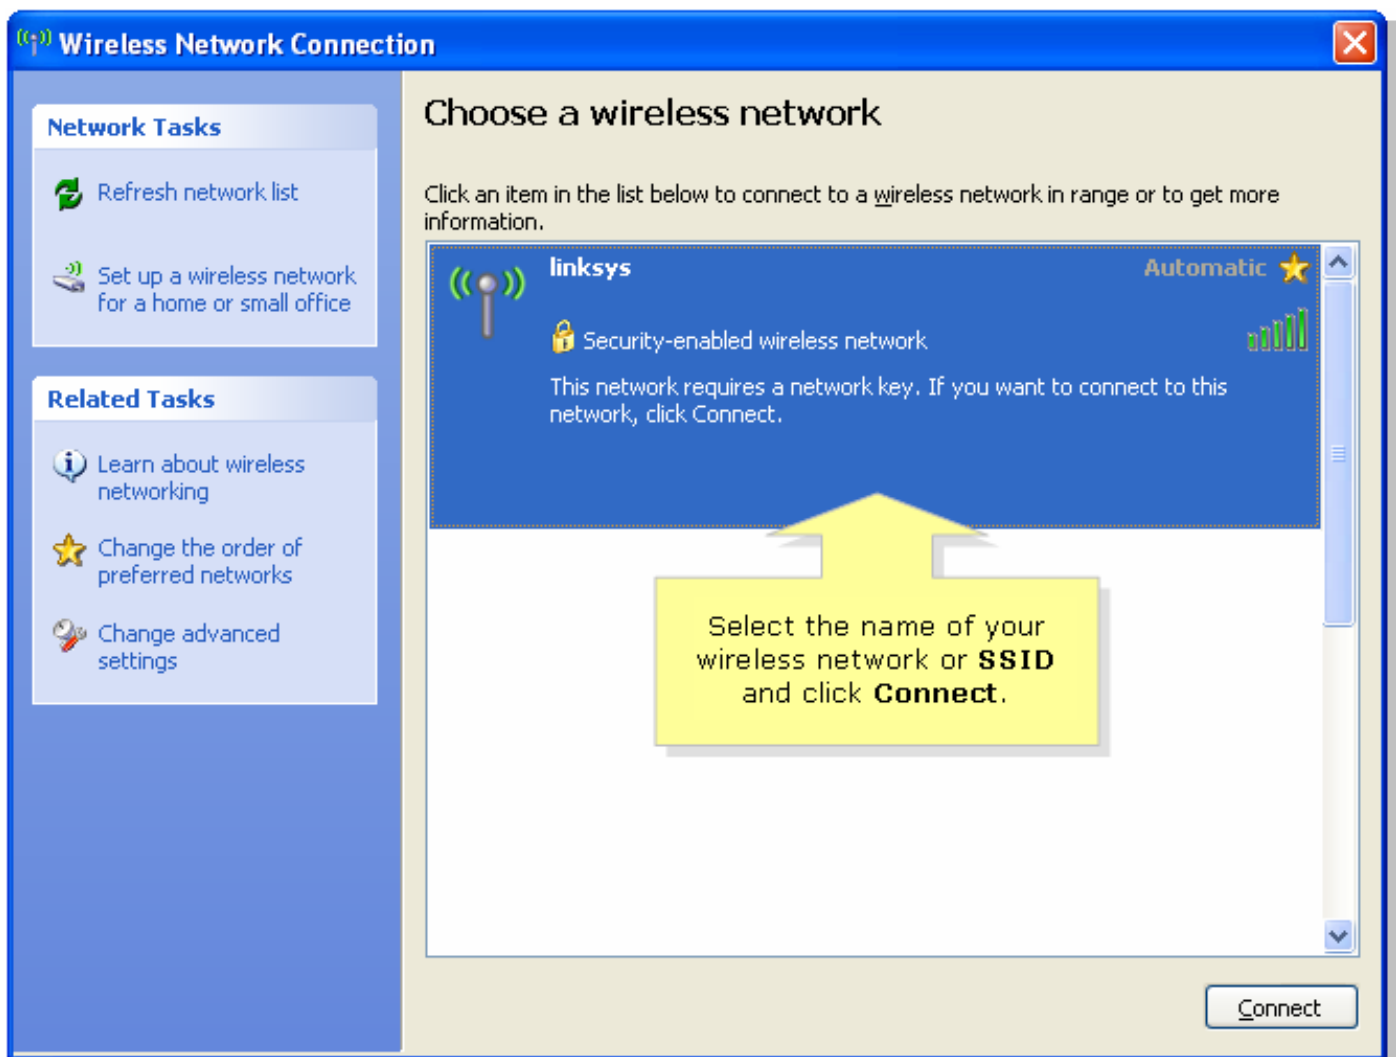 Wireless Network Connection
Network Tasks
Refresh network list
Set up a wireless network
for a home or small office
Related Tasks
Learn about wireless
networking
Change the order of
preferred networks
Change advanced
settings
Choose a wireless network
Click an item in the list below to connect to a wireless network in range or to get more
information.
linksys
Automatic
Security-enabled wireless network
This network requires a network key. If you want to connect to this
network, click Connect.
Select the name of your
wireless network or SSID
and click Connect.
Connect